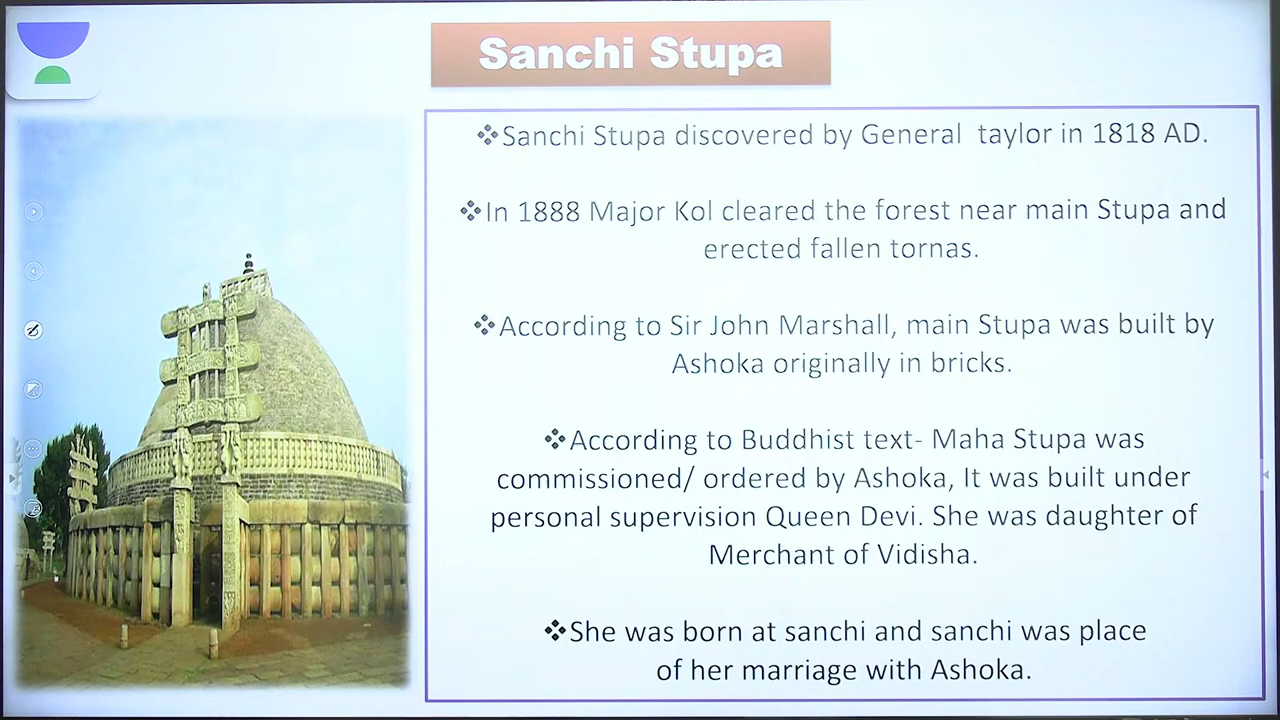 Sanchi Stupa
❖Sanchi Stupa discovered by General taylor in 1818 AD.
❖In 1888 Major Kol cleared the forest near main Stupa and
erected fallen tornas.
❖According to Sir John Marshall, main Stupa was built by
Ashoka originally in bricks.
❖According to Buddhist text- Maha Stupa was
commissioned/ ordered by Ashoka, It was built under
personal supervision Queen Devi. She was daughter of
Merchant of Vidisha.
❖She was born at sanchi and sanchi was place
of her marriage with Ashoka.